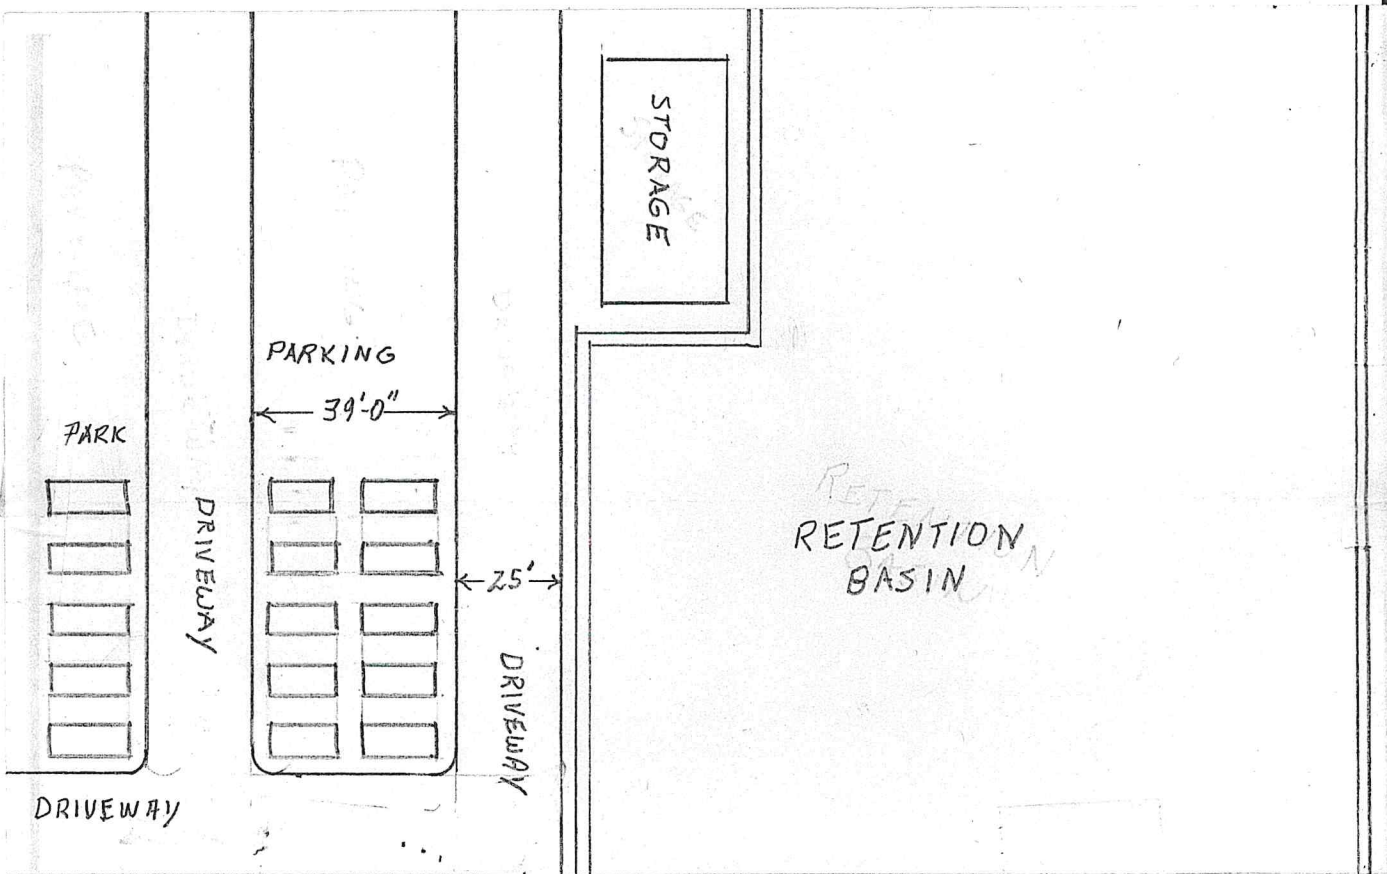 STORAGE
PARKING
39'-0"
PARK
DRIVEWAY
25'
RETENTION
BASIN
DRIVEWAY
DRIVEWAY